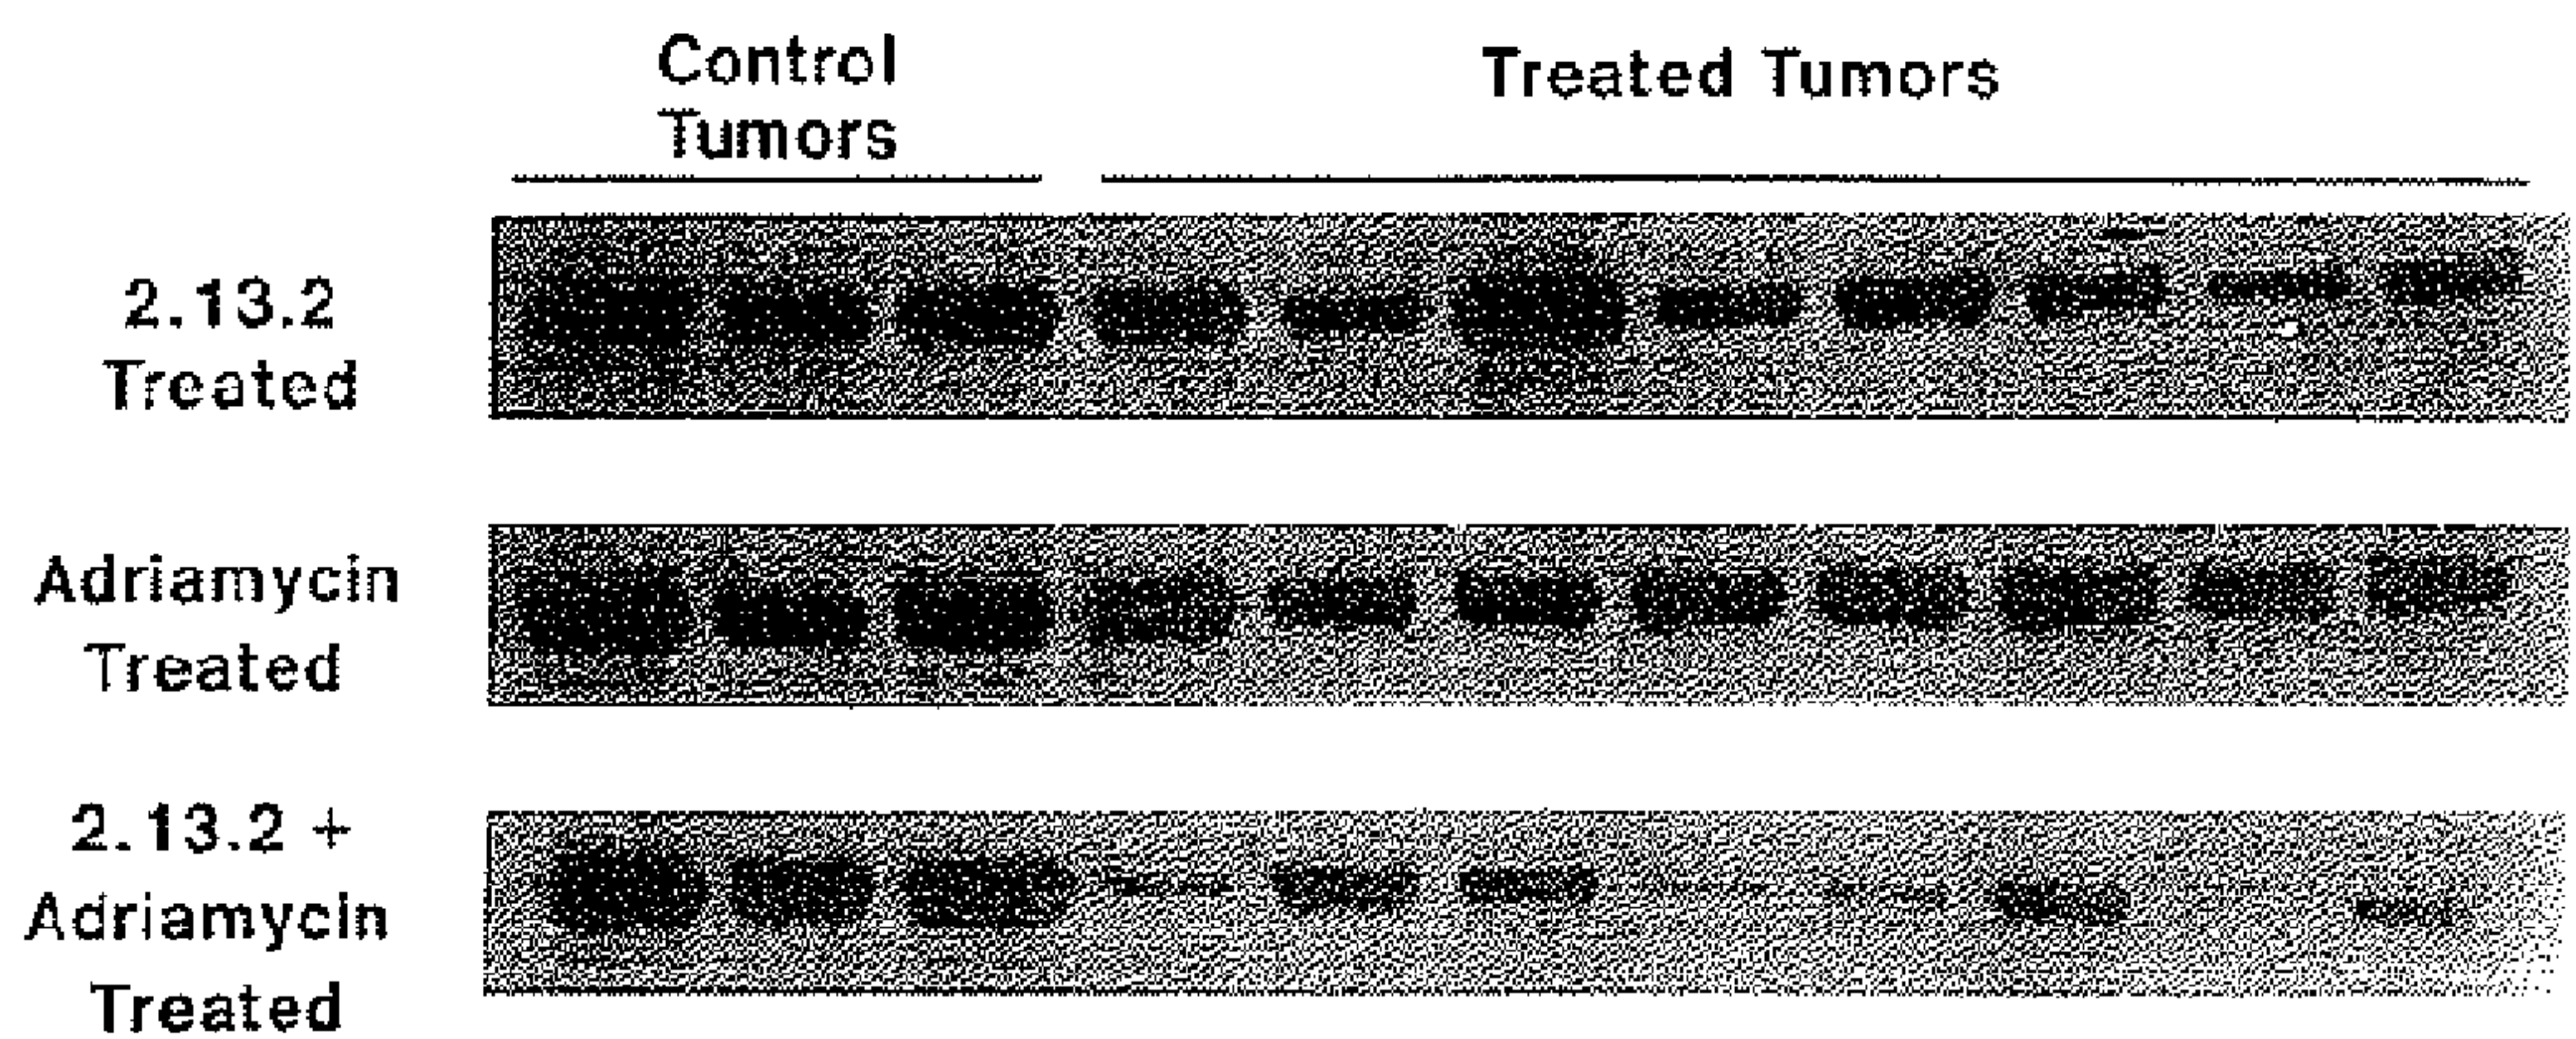 Control
Tumors
Treated Tumors
2.13.2
Treated
Adriamycin
Treated
2.13.2 +
Adriamycin
Treated